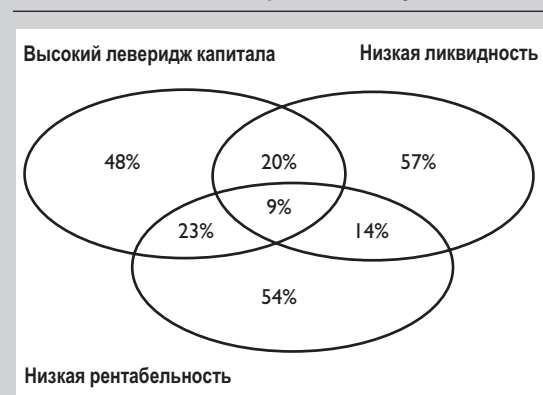 Высокий леверидж капитала Низкая ликвидность
48% 20% 57%
9%
23% 14%
54%
Низкая рентабельность